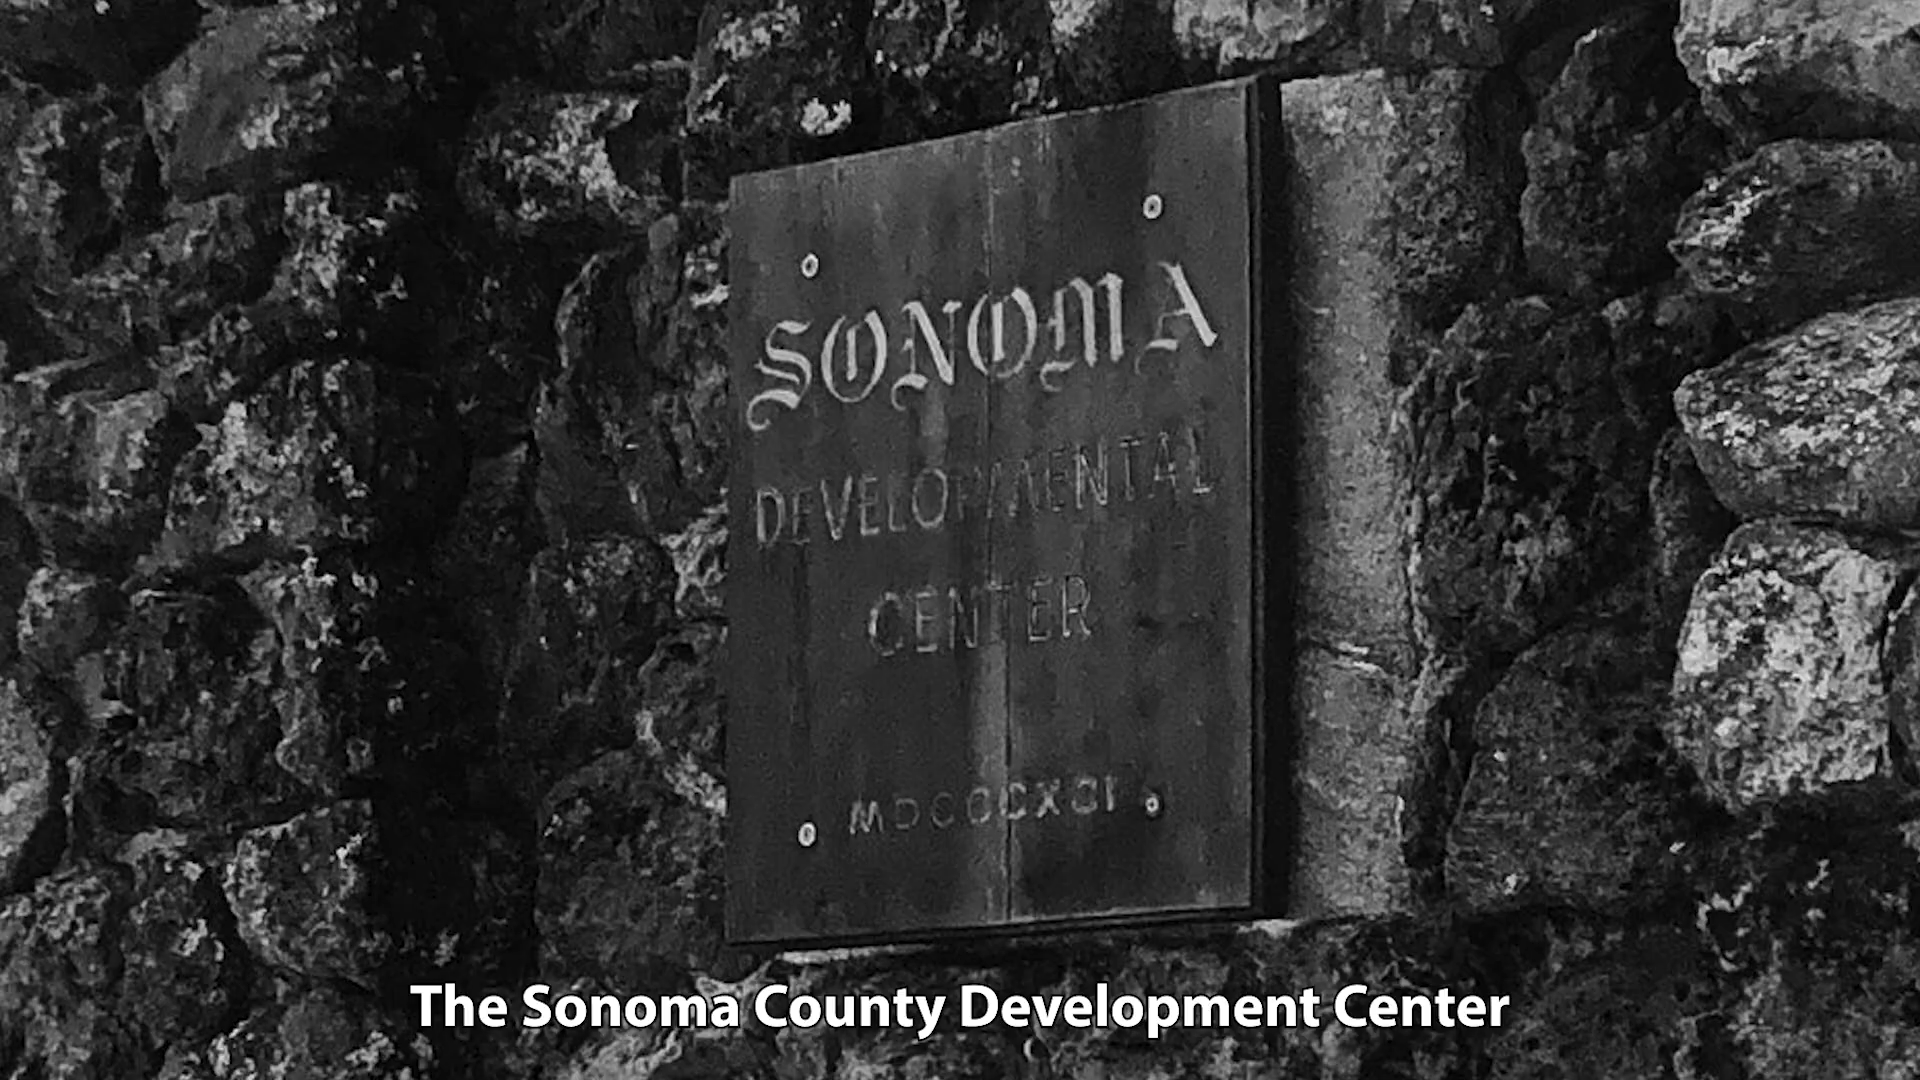 SONOMA
DEVELOPMENTAL
CENTER
MDCCCXCI
The Sonoma County Development Center